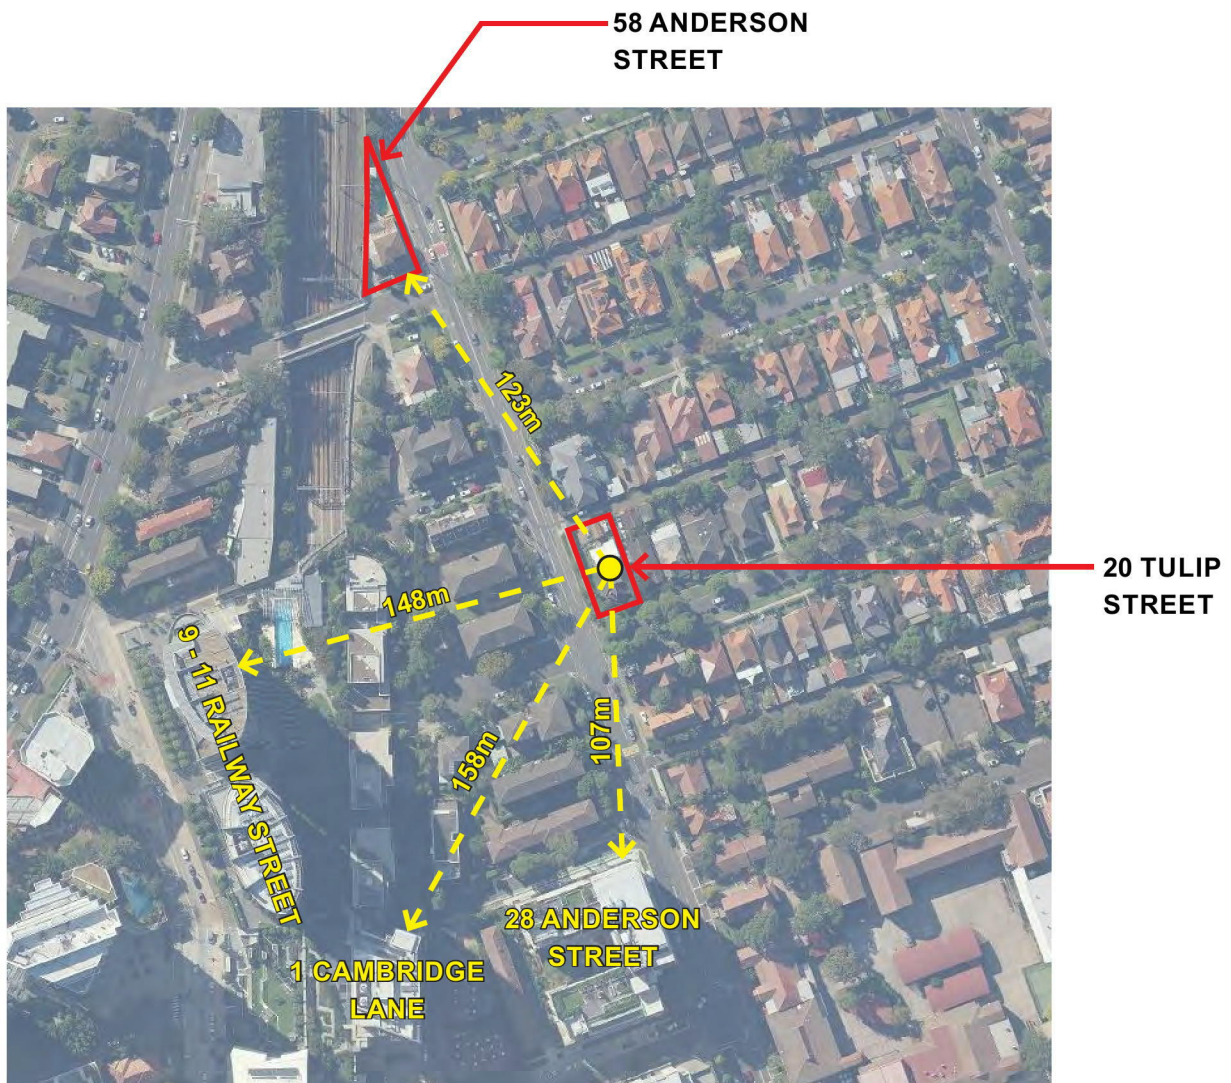 58 ANDERSON
STREET
123m
20 TULIP
STREET
148m
9 - 11 RAILWAY STREET
158m
107m
28 ANDERSON
STREET
1 CAMBRIDGE
LANE